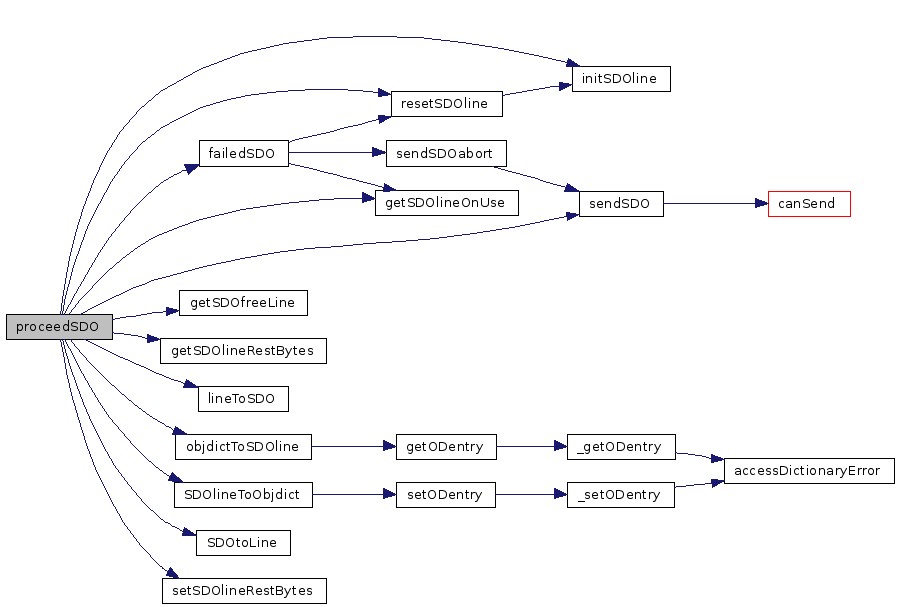 initSDOline
resetSDOline
failedSDO
sendSDOabort
getSDOlineOnUse
sendSDO
canSend
getSDOfreeLine
proceedSDO
getSDOlineRestBytes
lineToSDO
objdictToSDOline
getODentry
_getODentry
accessDictionaryError
SDOlineToObjdict
setODentry
_setODentry
SDOtoLine
setSDOlineRestBytes